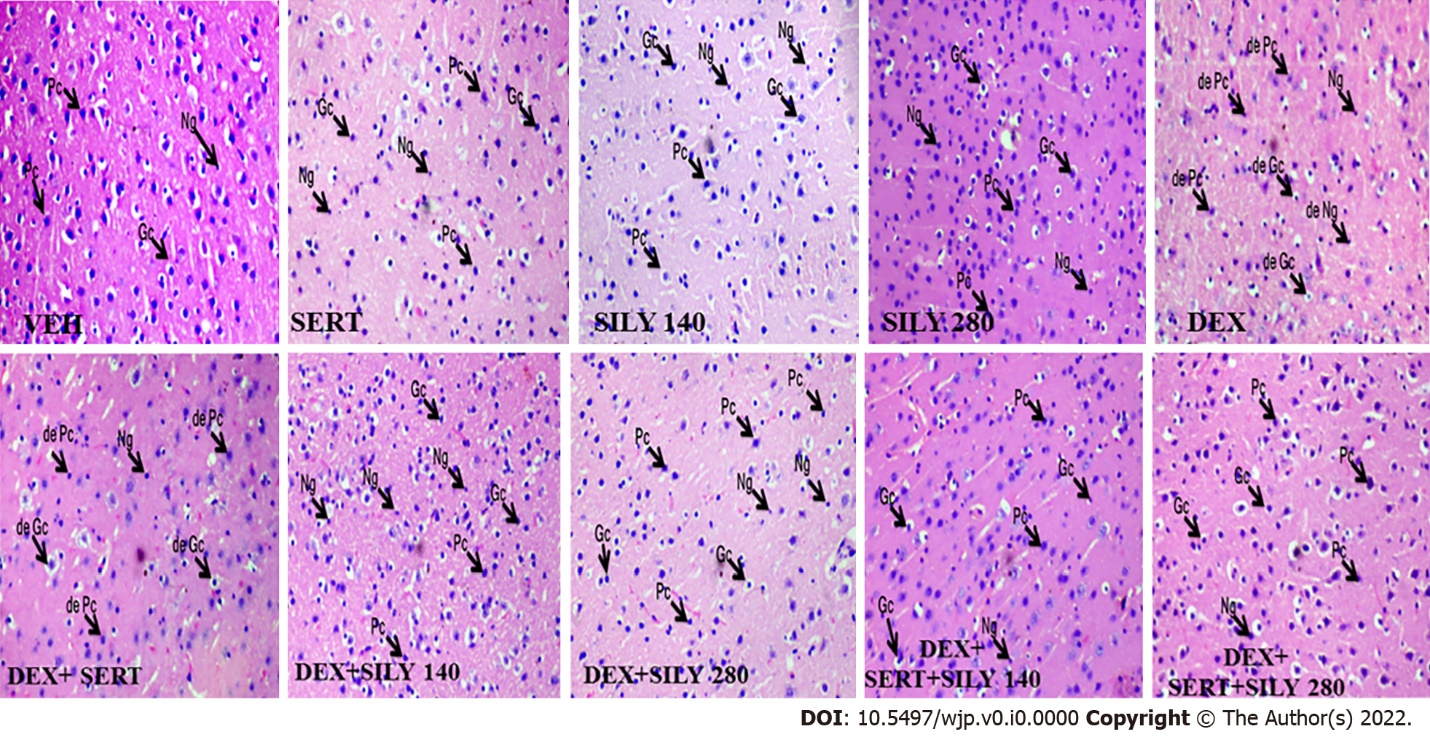 Pc
Ng
Pc
Gc
VEH
Pc
Gc
Gc
Ng
Ng
Pc
SERT
Gc
Ng
Ng
Gc
Pc
Pc
SILY 140
Gc
Ng
Gc
Pc
Ng
Pc
SILY 280
de Pc
de Pc
Ng
de Gc
de Pc
de Ng
de Gc
DEX
de Pc
de Pc
Ng
de Gc
de Gc
de Pc
DEX+ SERT
Gc
Ng
Ng
Ng
Gc
Pc
Pc
DEX+SILY 140
Pc
Pc
Pc
Ng
Ng
Gc
Gc
Pc
DEX+SILY 280
Pc
Gc
Gc
Pc
Gc
Ng
DEX+
SERT+SILY 140
Pc
Pc
Gc
Gc
Pc
Ng
DEX+
SERT+SILY 280
DOI: 10.5497/wjp.v0.i0.0000 Copyright © The Author(s) 2022.